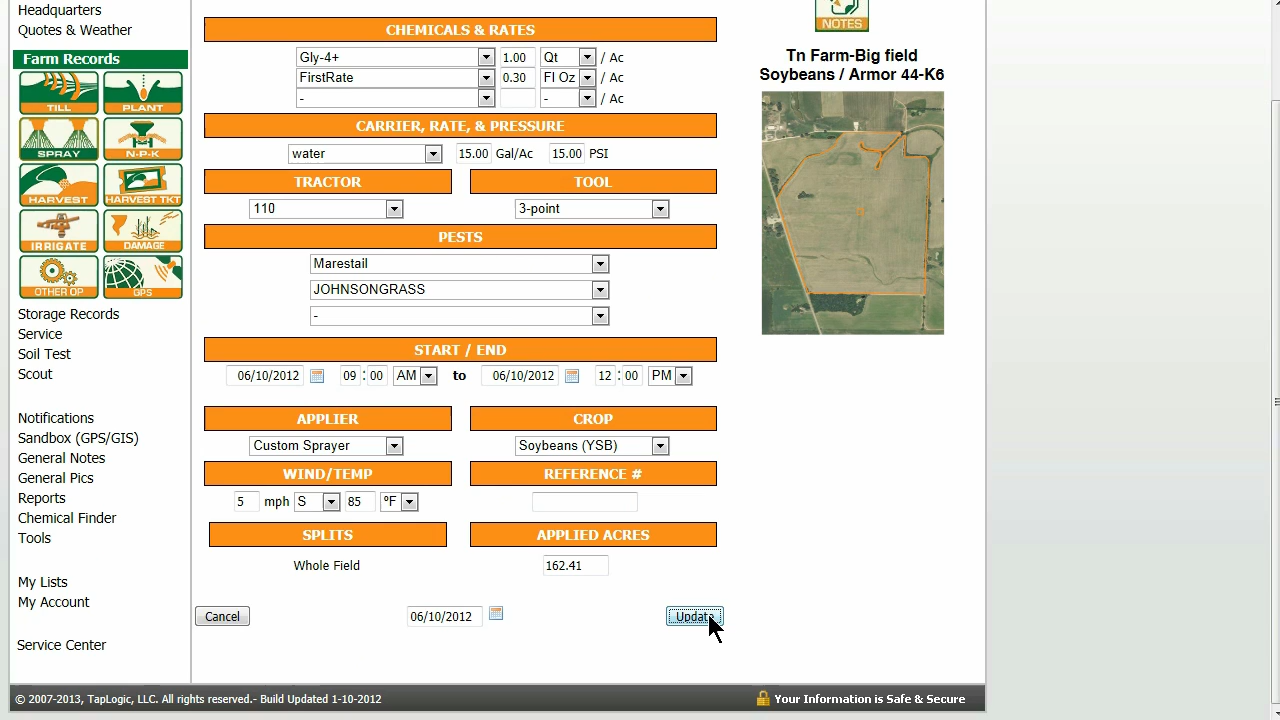 Headquarters
Quotes & Weather
Farm Records
TILL
PLANT
SPRAY
N-P-K
HARVEST
HARVEST TKT
IRRIGATE
DAMAGE
OTHER OP
GPS
Storage Records
Service
Soil Test
Scout
Notifications
Sandbox (GPS/GIS)
General Notes
General Pics
Reports
Chemical Finder
Tools
My Lists
My Account
Service Center
CHEMICALS & RATES
Gly-4+ 1.00 Qt / Ac
FirstRate 0.30 Fl Oz / Ac
- - / Ac
CARRIER, RATE, & PRESSURE
water 15.00 Gal/Ac 15.00 PSI
TRACTOR TOOL
110 3-point
PESTS
Marestail
JOHNSONGRASS
-
START / END
06/10/2012 09 : 00 AM to 06/10/2012 12 : 00 PM
APPLIER CROP
Custom Sprayer Soybeans (YSB)
WIND/TEMP REFERENCE #
5 mph S 85 ºF
SPLITS APPLIED ACRES
Whole Field 162.41
Cancel 06/10/2012 Update
NOTES
Tn Farm-Big field
Soybeans / Armor 44-K6
© 2007-2013, TapLogic, LLC. All rights reserved.- Build Updated 1-10-2012
Your Information is Safe & Secure